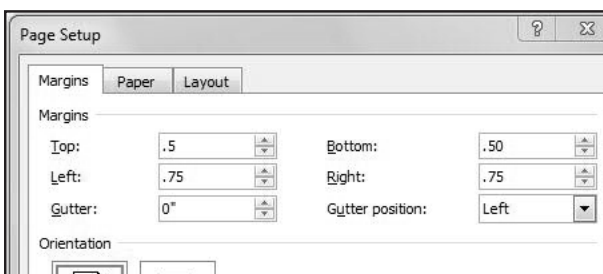 Page Setup
Margins Paper Layout
Margins
Top: .5 Bottom: .50
Left: .75 Right: .75
Gutter: 0" Gutter position: Left
Orientation